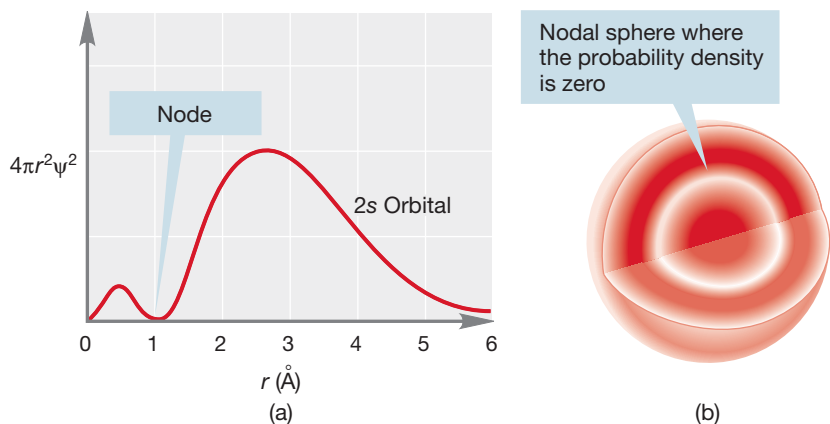 Node
4πr²ψ²
2s Orbital
0 1 2 3 4 5 6
r (Å)
(a)
Nodal sphere where
the probability density
is zero
(b)